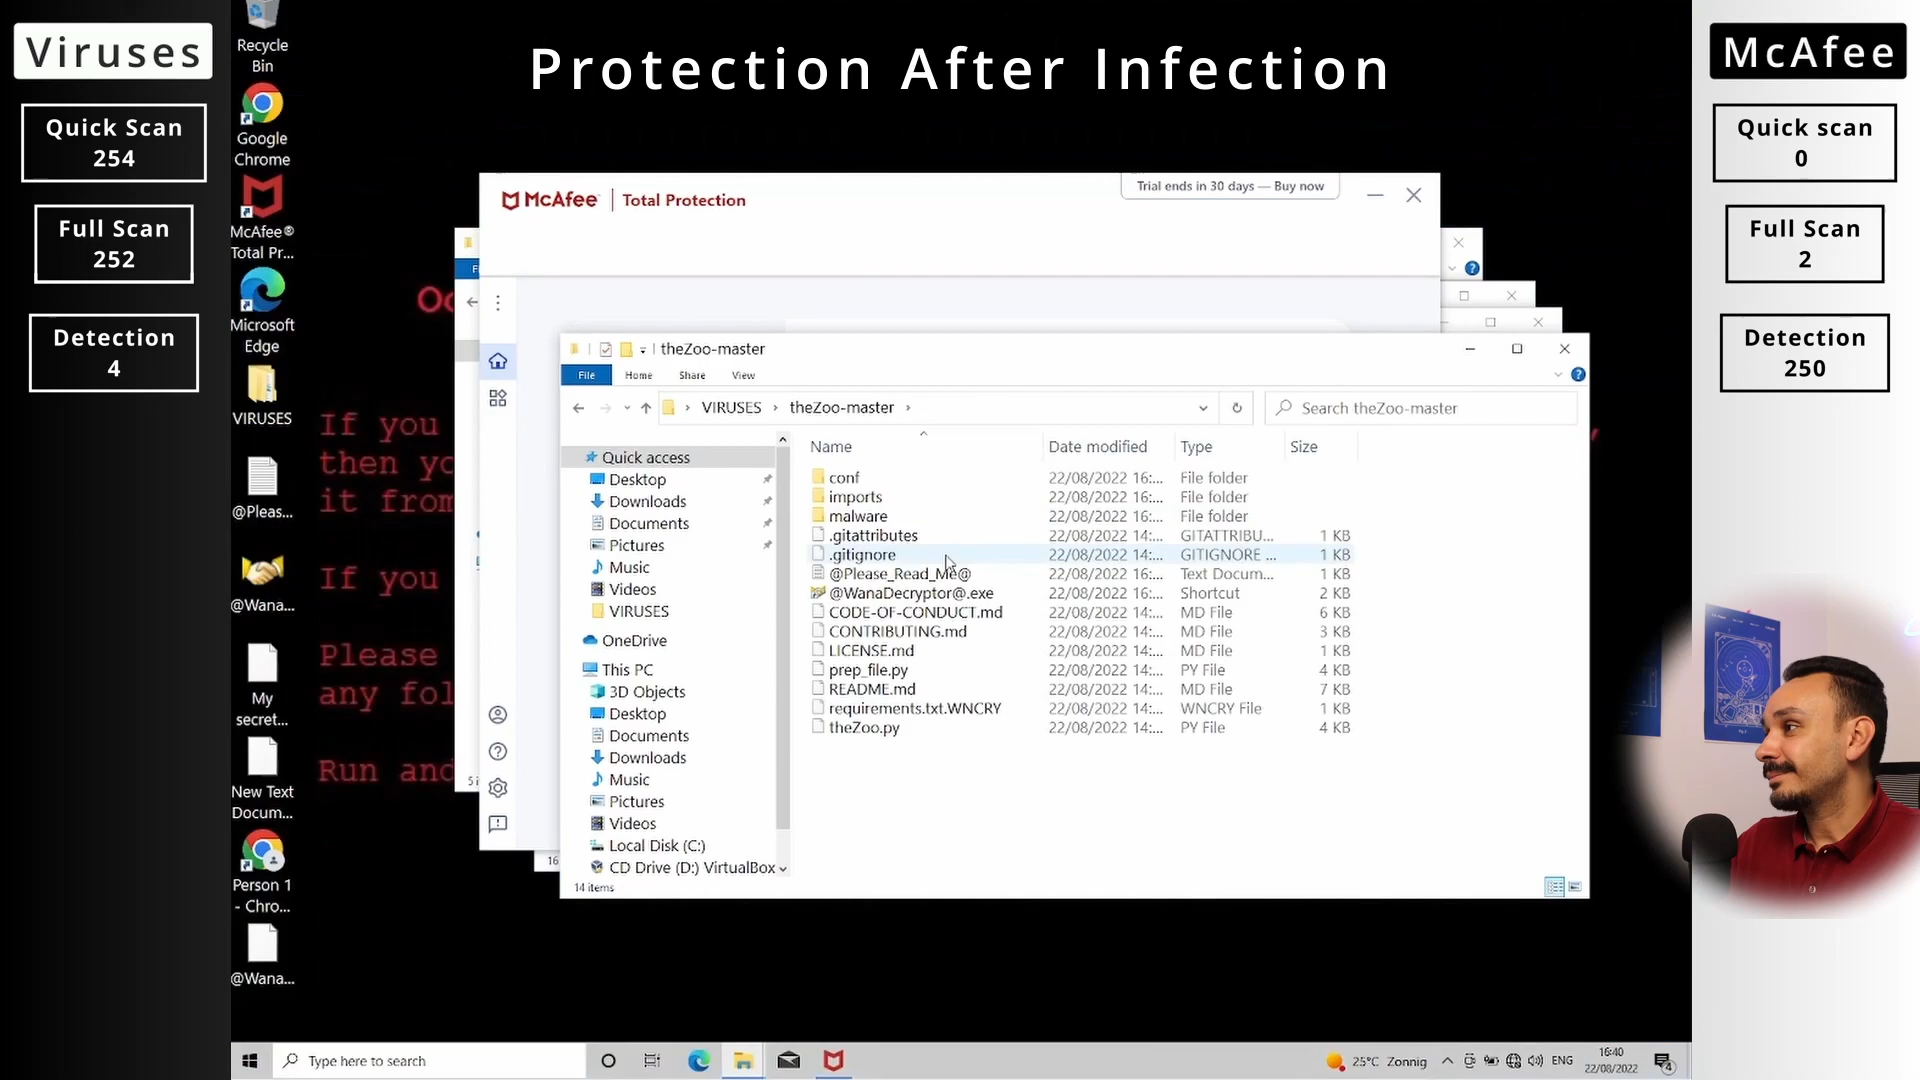 Viruses
Quick Scan
254
Full Scan
252
Detection
4
Protection After Infection
McAfee
Quick scan
0
Full Scan
2
Detection
250
Recycle
Bin
Google
Chrome
McAfee®
Total Pr...
Microsoft
Edge
VIRUSES
@Pleas...
@Wana...
My
secret...
New Text
Docum...
Person 1
- Chro...
@Wana...
If you
then yo
it from
If you
Please
any fol
Run and
McAfee | Total Protection
Trial ends in 30 days — Buy now
theZoo-master
File Home Share View
VIRUSES › theZoo-master ›
Search theZoo-master
Name Date modified Type Size
conf 22/08/2022 16:... File folder
imports 22/08/2022 16:... File folder
malware 22/08/2022 16:... File folder
.gitattributes 22/08/2022 14:... GITATTRIBU... 1 KB
.gitignore 22/08/2022 14:... GITIGNORE ... 1 KB
@Please_Read_Me@ 22/08/2022 16:... Text Docum... 1 KB
@WanaDecryptor@.exe 22/08/2022 16:... Shortcut 2 KB
CODE-OF-CONDUCT.md 22/08/2022 14:... MD File 6 KB
CONTRIBUTING.md 22/08/2022 14:... MD File 3 KB
LICENSE.md 22/08/2022 14:... MD File 1 KB
prep_file.py 22/08/2022 14:... PY File 4 KB
README.md 22/08/2022 14:... MD File 7 KB
requirements.txt.WNCRY 22/08/2022 14:... WNCRY File 1 KB
theZoo.py 22/08/2022 14:... PY File 4 KB
Quick access
Desktop
Downloads
Documents
Pictures
Music
Videos
VIRUSES
OneDrive
This PC
3D Objects
Desktop
Documents
Downloads
Music
Pictures
Videos
Local Disk (C:)
CD Drive (D:) VirtualBox
14 items
16
Type here to search
25°C Zonnig
ENG
16:40
22/08/2022
4